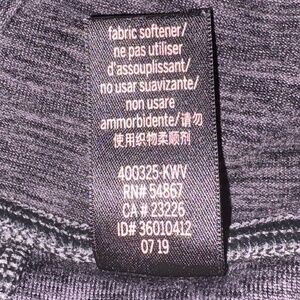 fabric softener/
ne pas utiliser
d'assouplissant/
no usar suavizante/
non usare
ammorbidente/请勿
使用织物柔顺剂
400325-KWV
RN# 54867
CA # 23226
ID# 36010412
07 19